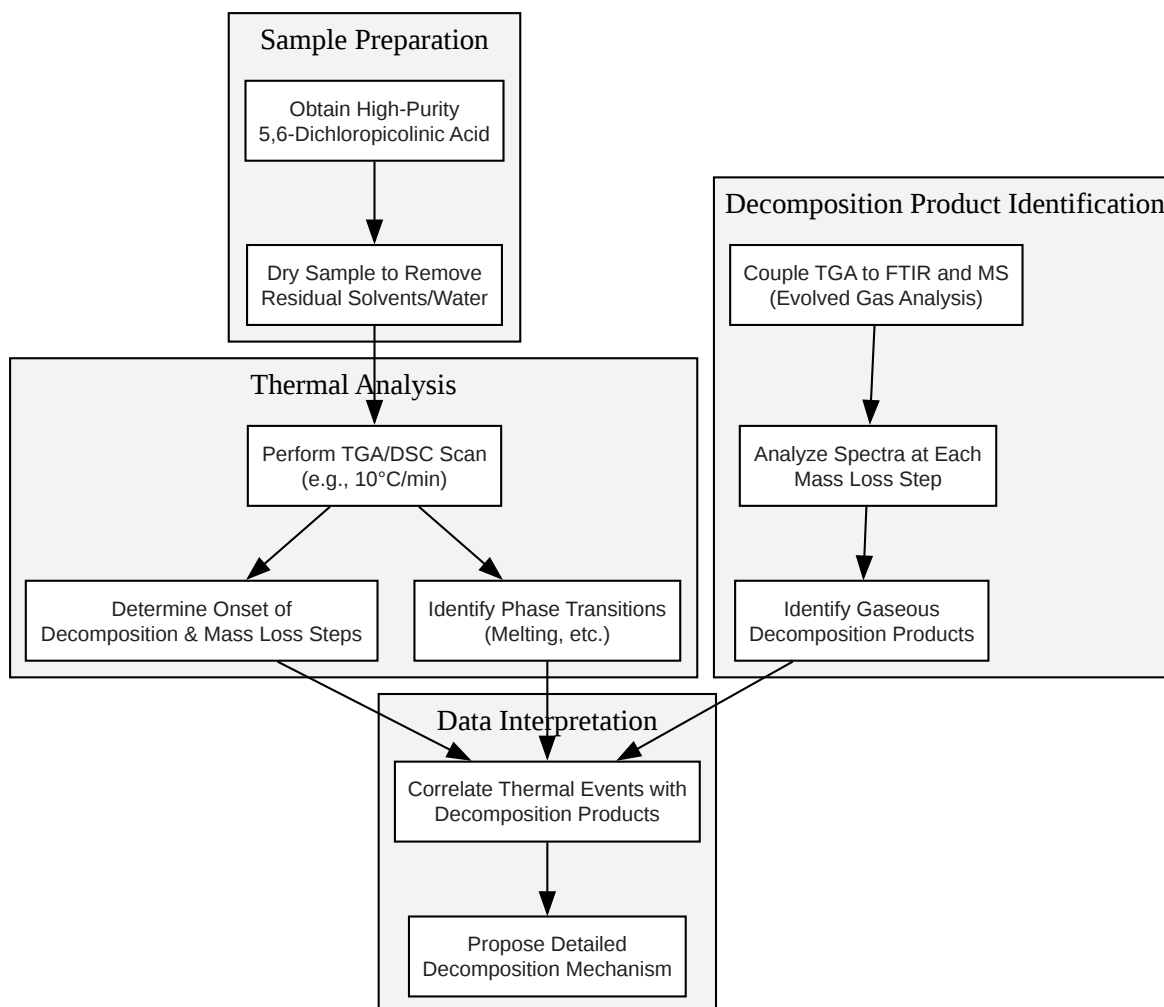 Sample Preparation
Obtain High-Purity
5,6-Dichloropicolinic Acid
Dry Sample to Remove
Residual Solvents/Water
Thermal Analysis
Perform TGA/DSC Scan
(e.g., 10°C/min)
Determine Onset of
Decomposition & Mass Loss Steps
Identify Phase Transitions
(Melting, etc.)
Decomposition Product Identification
Couple TGA to FTIR and MS
(Evolved Gas Analysis)
Analyze Spectra at Each
Mass Loss Step
Identify Gaseous
Decomposition Products
Data Interpretation
Correlate Thermal Events with
Decomposition Products
Propose Detailed
Decomposition Mechanism